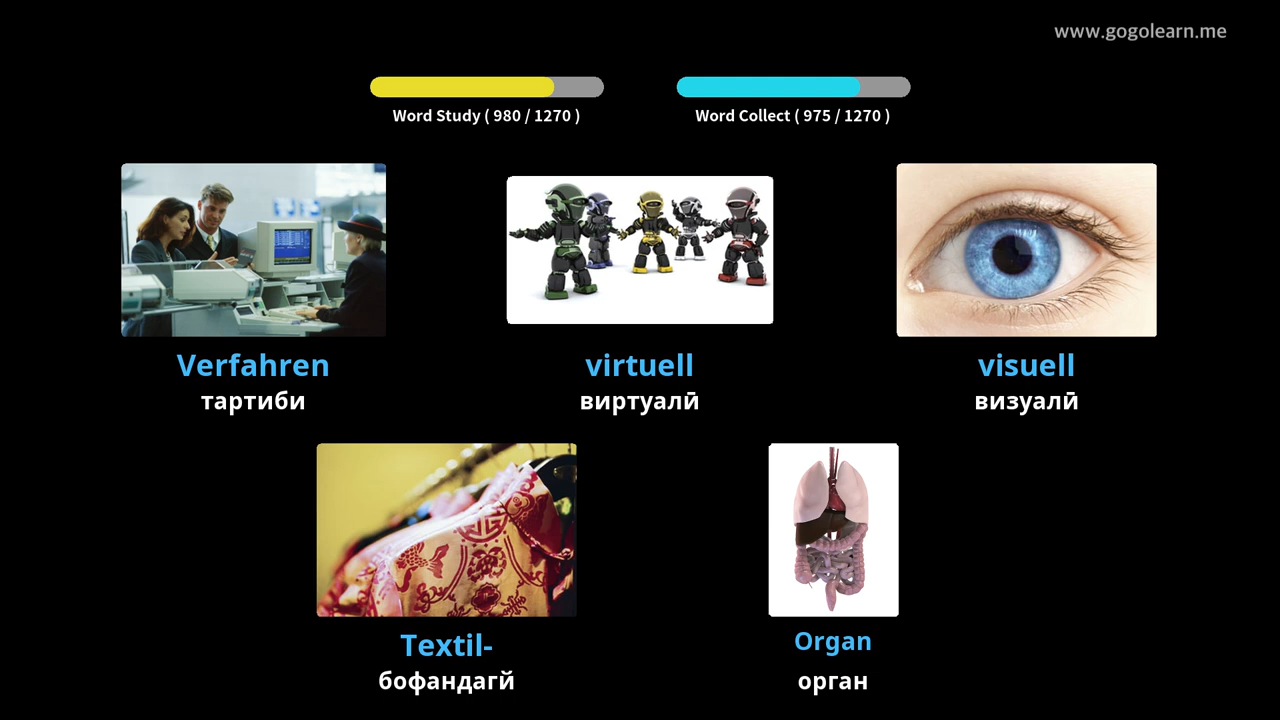 www.gogolearn.me
Word Study ( 980 / 1270 )
Word Collect ( 975 / 1270 )
Verfahren
тартиби
virtuell
виртуалӣ
visuell
визуалӣ
Textil-
бофандагӣ
Organ
орган